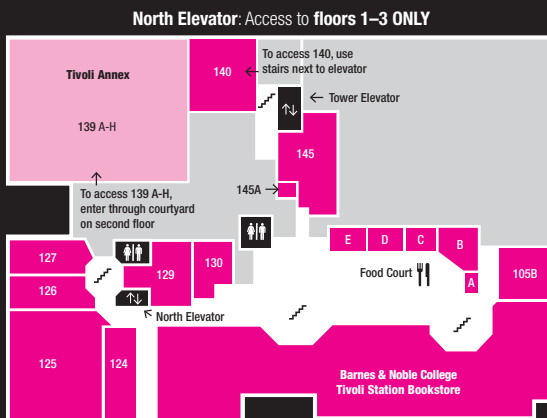 North Elevator: Access to floors 1–3 ONLY
Tivoli Annex
139 A-H
140
To access 140, use
stairs next to elevator
Tower Elevator
145
145A
To access 139 A-H,
enter through courtyard
on second floor
E
D
C
B
A
Food Court
105B
127
126
129
130
North Elevator
125
124
Barnes & Noble College
Tivoli Station Bookstore